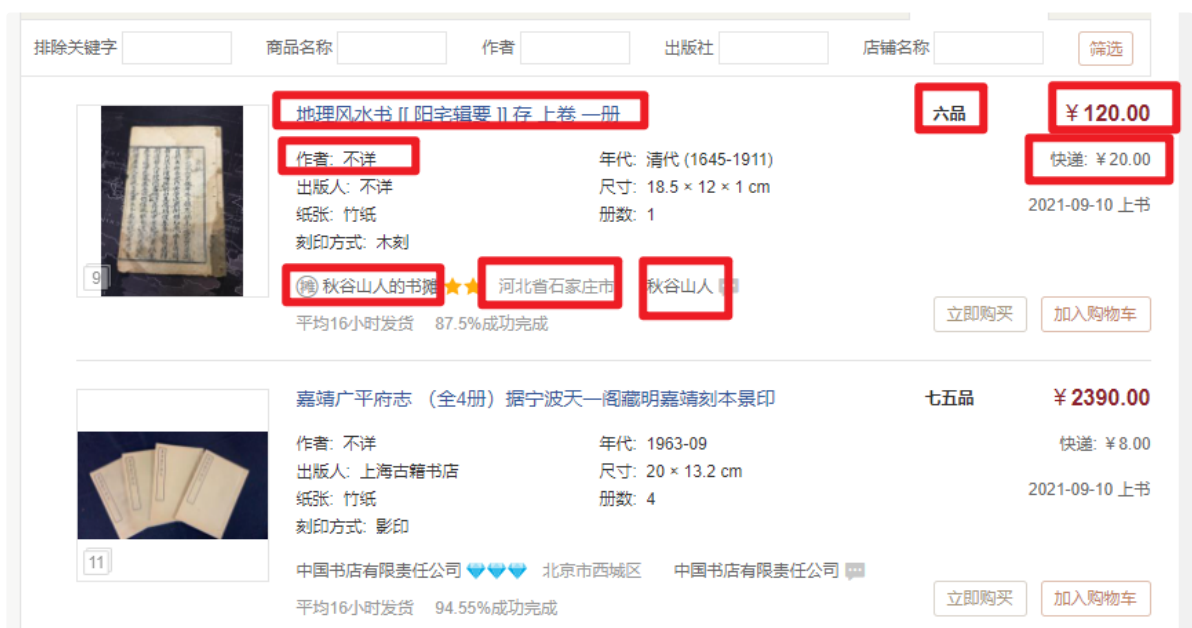 排除关键字 商品名称 作者 出版社 店铺名称 筛选
地理风水书 [[ 阳宅辑要 ]] 存 上卷 一册 六品 ¥120.00
作者: 不详 年代: 清代 (1645-1911) 快递: ¥20.00
出版人: 不详 尺寸: 18.5 × 12 × 1 cm
纸张: 竹纸 册数: 1 2021-09-10 上书
刻印方式: 木刻
9 摊 秋谷山人的书摊 河北省石家庄市 秋谷山人
平均16小时发货 87.5%成功完成 立即购买 加入购物车
嘉靖广平府志 （全4册）据宁波天一阁藏明嘉靖刻本景印 七五品 ¥2390.00
作者: 不详 年代: 1963-09 快递: ¥8.00
出版人: 上海古籍书店 尺寸: 20 × 13.2 cm
纸张: 竹纸 册数: 4 2021-09-10 上书
刻印方式: 影印
11
中国书店有限责任公司 北京市西城区 中国书店有限责任公司
平均16小时发货 94.55%成功完成 立即购买 加入购物车